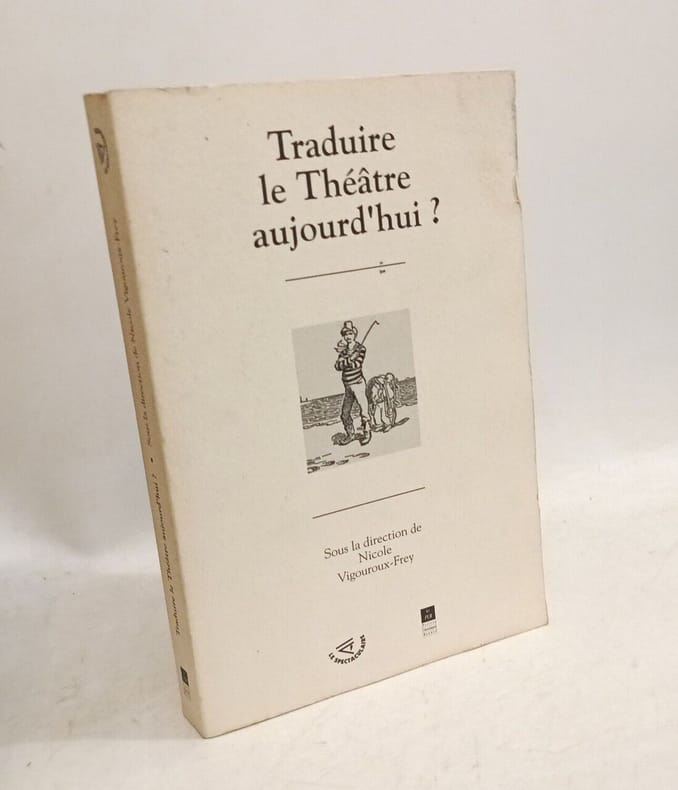 Traduire
le Théâtre
aujourd'hui ?
Sous la direction de
Nicole
Vigouroux-Frey
LE SPECTACULAIRE
PUR
Traduire le Théâtre aujourd'hui ? • Sous la direction de Nicole Vigouroux-Frey